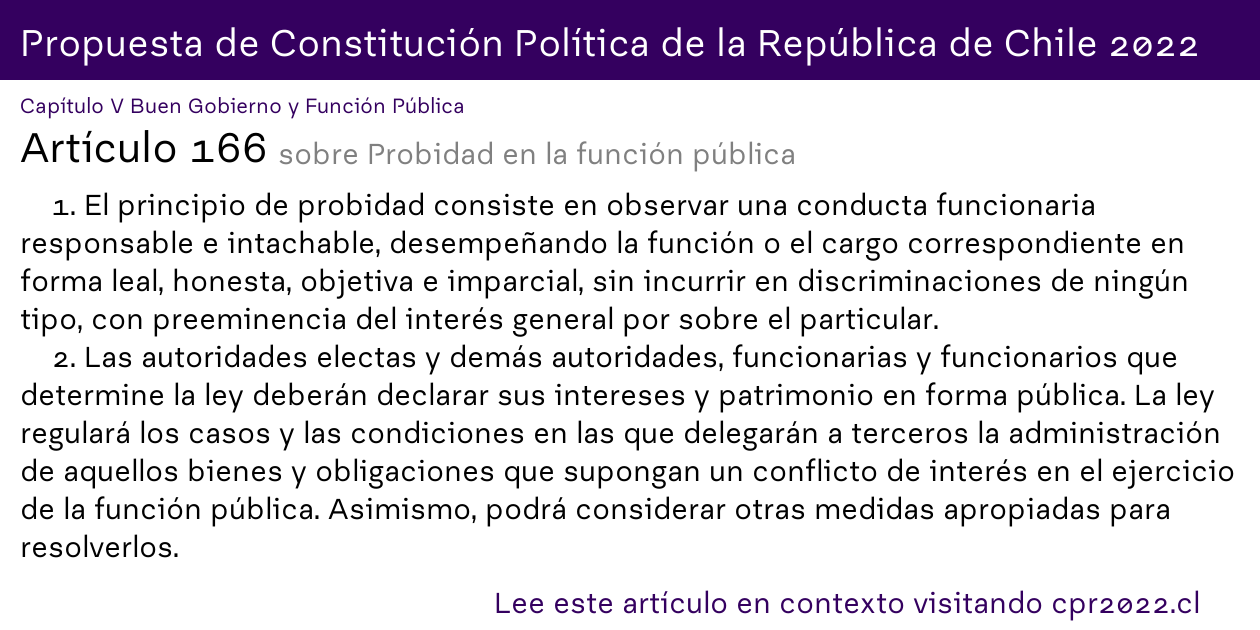 Propuesta de Constitución Política de la República de Chile 2022
Capítulo V Buen Gobierno y Función Pública
Artículo 166 sobre Probidad en la función pública
1. El principio de probidad consiste en observar una conducta funcionaria
responsable e intachable, desempeñando la función o el cargo correspondiente en
forma leal, honesta, objetiva e imparcial, sin incurrir en discriminaciones de ningún
tipo, con preeminencia del interés general por sobre el particular.
2. Las autoridades electas y demás autoridades, funcionarias y funcionarios que
determine la ley deberán declarar sus intereses y patrimonio en forma pública. La ley
regulará los casos y las condiciones en las que delegarán a terceros la administración
de aquellos bienes y obligaciones que supongan un conflicto de interés en el ejercicio
de la función pública. Asimismo, podrá considerar otras medidas apropiadas para
resolverlos.
Lee este artículo en contexto visitando cpr2022.cl